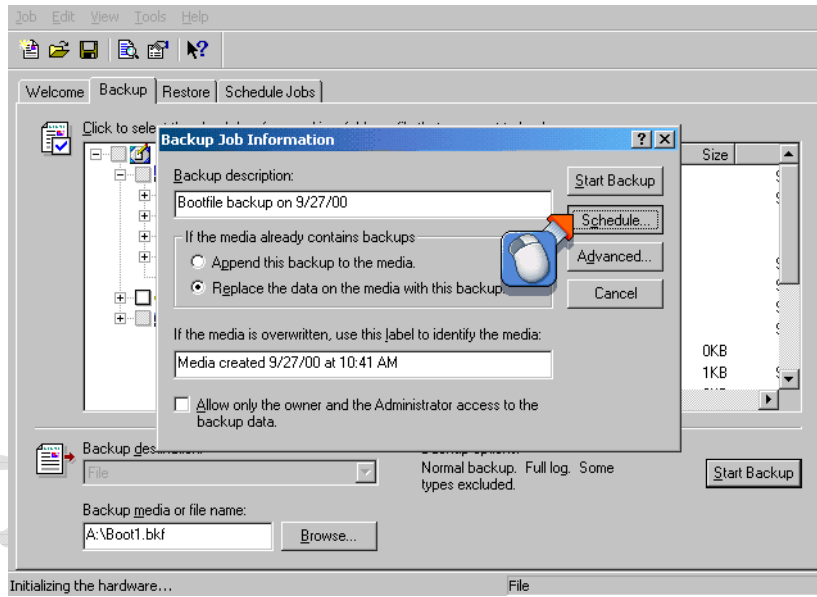 Job Edit View Tools Help
Welcome Backup Restore Schedule Jobs
Click to sele
Backup Job Information
Size
Backup description:
Start Backup
Bootfile backup on 9/27/00
Schedule...
If the media already contains backups
Append this backup to the media.
Advanced...
Replace the data on the media with this backup.
Cancel
If the media is overwritten, use this label to identify the media:
0KB
Media created 9/27/00 at 10:41 AM
1KB
Allow only the owner and the Administrator access to the
backup data.
Backup
File
Normal backup. Full log. Some
types excluded.
Start Backup
Backup media or file name:
A:\Boot1.bkf
Browse...
Initializing the hardware... File